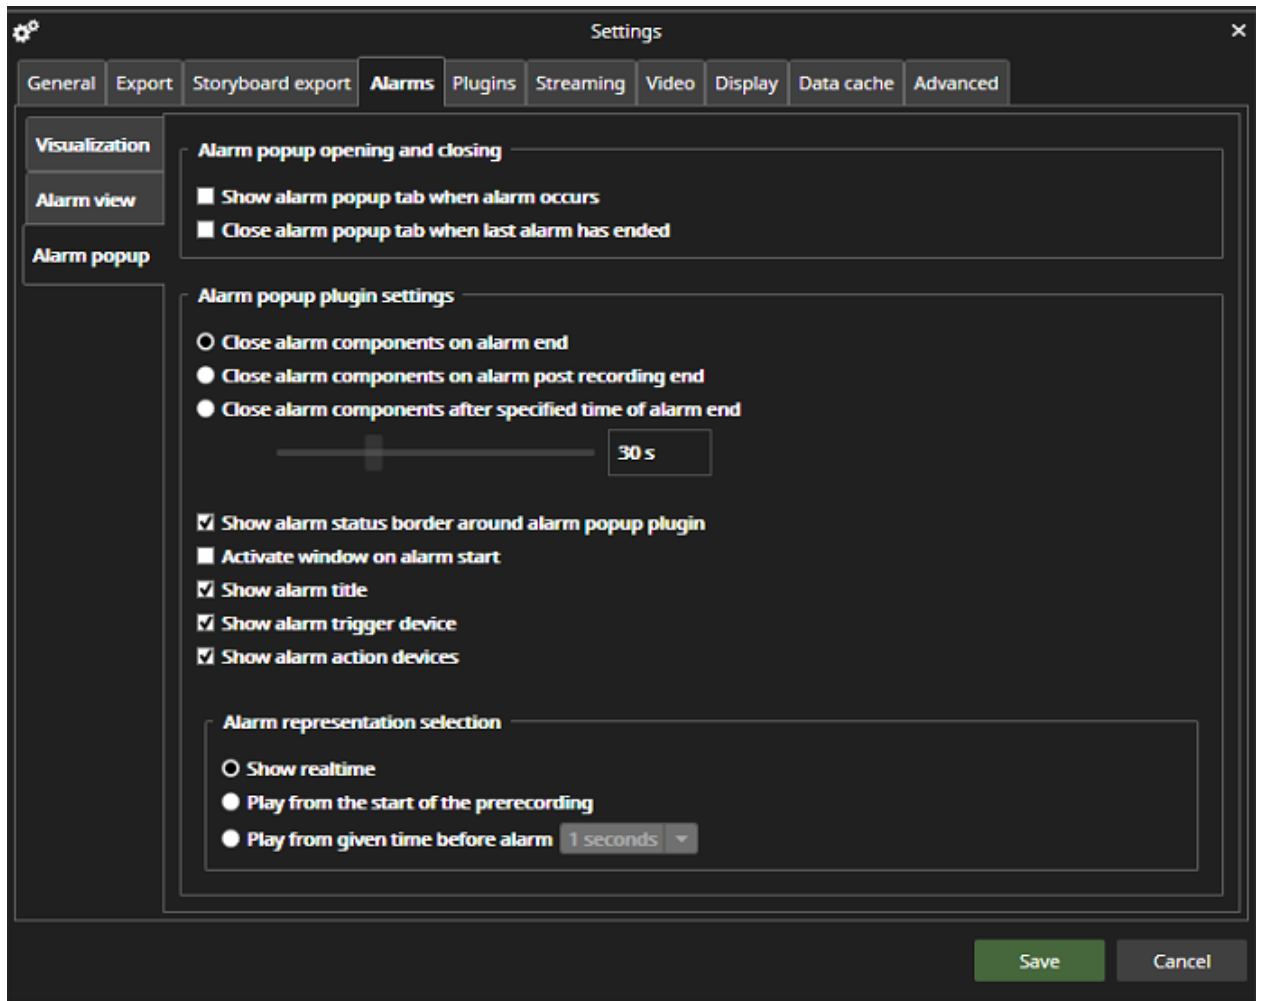 Settings
General Export Storyboard export Alarms Plugins Streaming Video Display Data cache Advanced
Visualization
Alarm view
Alarm popup
Alarm popup opening and closing
Show alarm popup tab when alarm occurs
Close alarm popup tab when last alarm has ended
Alarm popup plugin settings
Close alarm components on alarm end
Close alarm components on alarm post recording end
Close alarm components after specified time of alarm end
30 s
Show alarm status border around alarm popup plugin
Activate window on alarm start
Show alarm title
Show alarm trigger device
Show alarm action devices
Alarm representation selection
Show realtime
Play from the start of the prerecording
Play from given time before alarm 1 seconds
Save Cancel